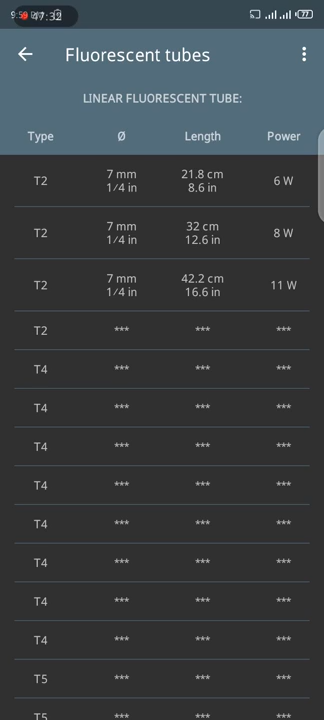 47:32
77
Fluorescent tubes
LINEAR FLUORESCENT TUBE:
Type Ø Length Power
T2 7 mm 1/4 in 21.8 cm 8.6 in 6 W
T2 7 mm 1/4 in 32 cm 12.6 in 8 W
T2 7 mm 1/4 in 42.2 cm 16.6 in 11 W
T2 *** *** ***
T4 *** *** ***
T4 *** *** ***
T4 *** *** ***
T4 *** *** ***
T4 *** *** ***
T4 *** *** ***
T4 *** *** ***
T4 *** *** ***
T5 *** *** ***
T5 *** *** ***